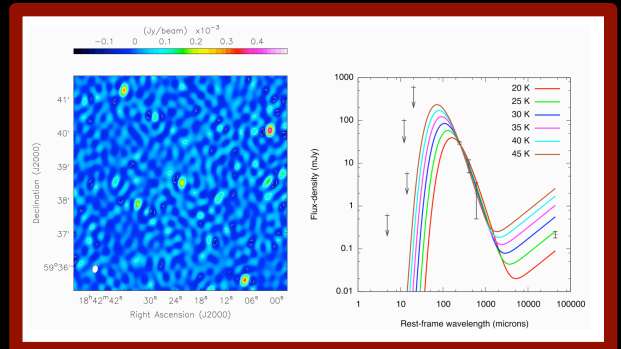 (Jy/beam) x10⁻³
−0.1 0 0.1 0.2 0.3 0.4
Declination (J2000)
41'
40'
39'
38'
37'
59°36'
18ʰ42ᵐ42ˢ 30ˢ 24ˢ 18ˢ 12ˢ 06ˢ 00ˢ
Right Ascension (J2000)
Flux-density (mJy)
1000
100
10
1
0.1
0.01
20 K
25 K
30 K
35 K
40 K
45 K
1 10 100 1000 10000 100000
Rest-frame wavelength (microns)